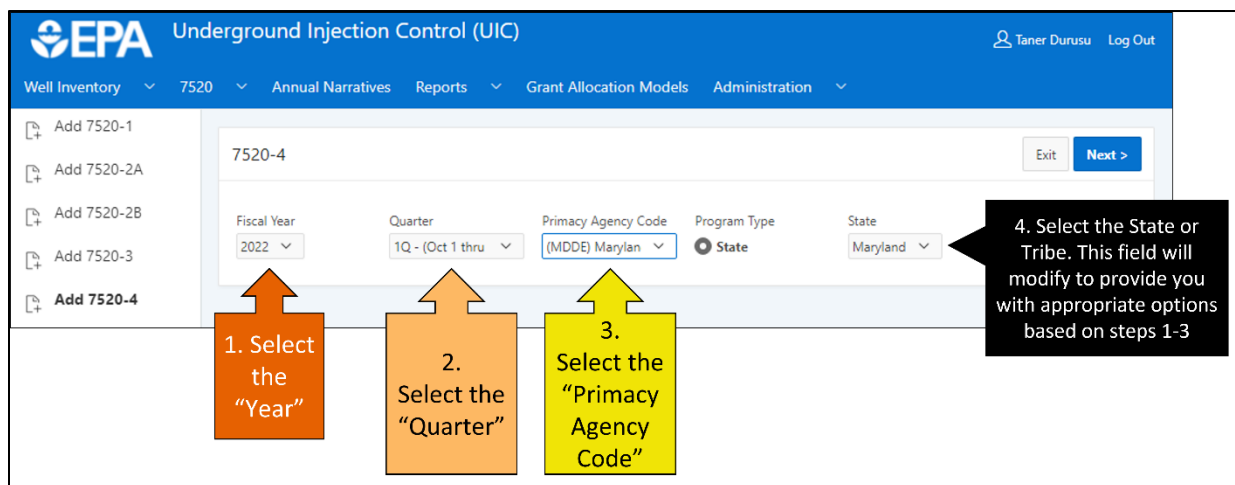 EPA
Underground Injection Control (UIC)
Taner Durusu Log Out
Well Inventory 7520 Annual Narratives Reports Grant Allocation Models Administration
Add 7520-1
Add 7520-2A
Add 7520-2B
Add 7520-3
Add 7520-4
7520-4
Exit Next >
Fiscal Year Quarter Primacy Agency Code Program Type State
2022 1Q - (Oct 1 thru (MDDE) Marylan State Maryland
4. Select the State or
Tribe. This field will
modify to provide you
with appropriate options
based on steps 1-3
1. Select
the
“Year”
2.
Select the
“Quarter”
3.
Select the
“Primacy
Agency
Code”